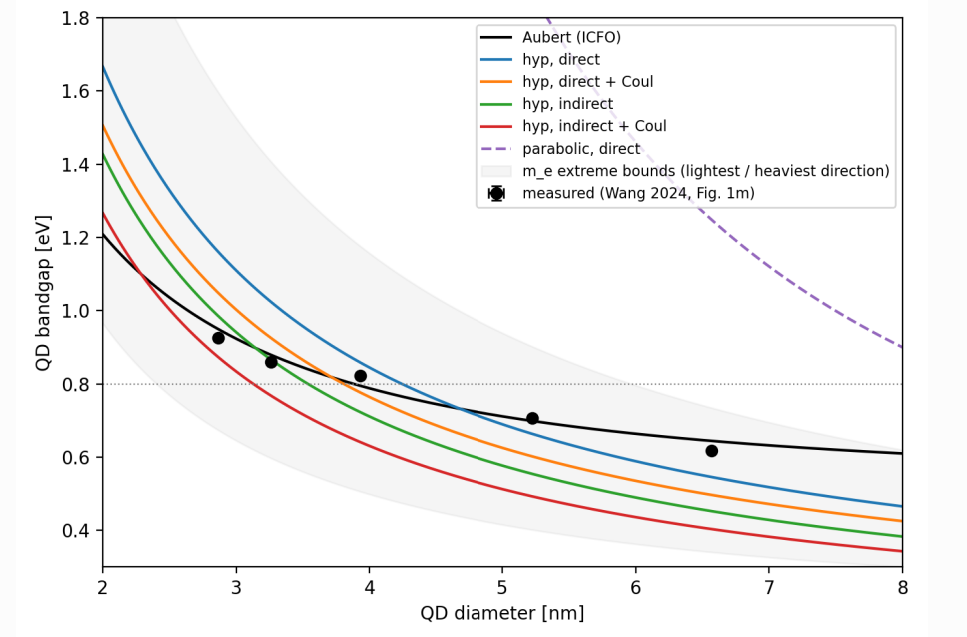 1.8
1.6
1.4
1.2
1.0
0.8
0.6
0.4
QD bandgap [eV]
Aubert (ICFO)
hyp, direct
hyp, direct + Coul
hyp, indirect
hyp, indirect + Coul
parabolic, direct
m_e extreme bounds (lightest / heaviest direction)
measured (Wang 2024, Fig. 1m)
2 3 4 5 6 7 8
QD diameter [nm]